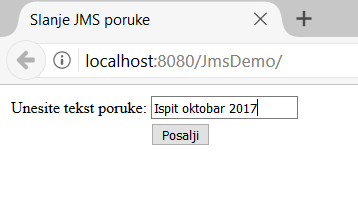 Slanje JMS poruke
localhost:8080/JmsDemo/
Unesite tekst poruke: Ispit oktobar 2017
Posalji